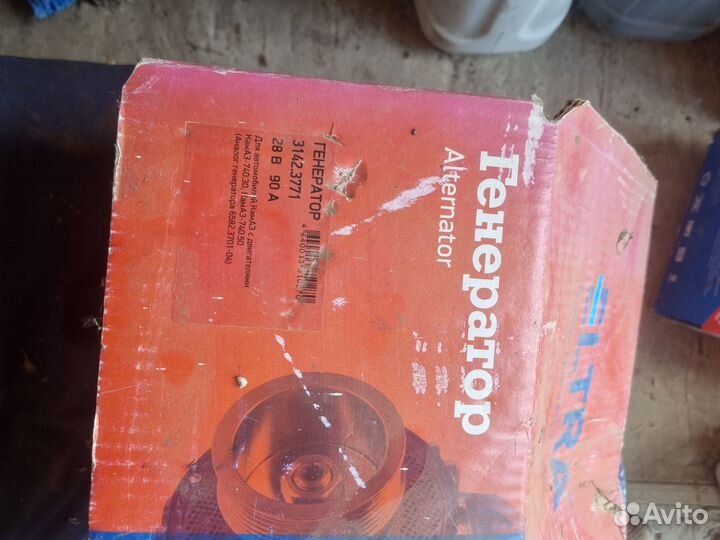 Генератор
Alternator
ГЕНЕРАТОР
3142.3771
28 В 90 А
Для автомобилей КамАЗ с двигателями
КамАЗ-740.30, КамАЗ-740.50
(Аналог генератора 6582.3701-04)
ELTRA
Avito